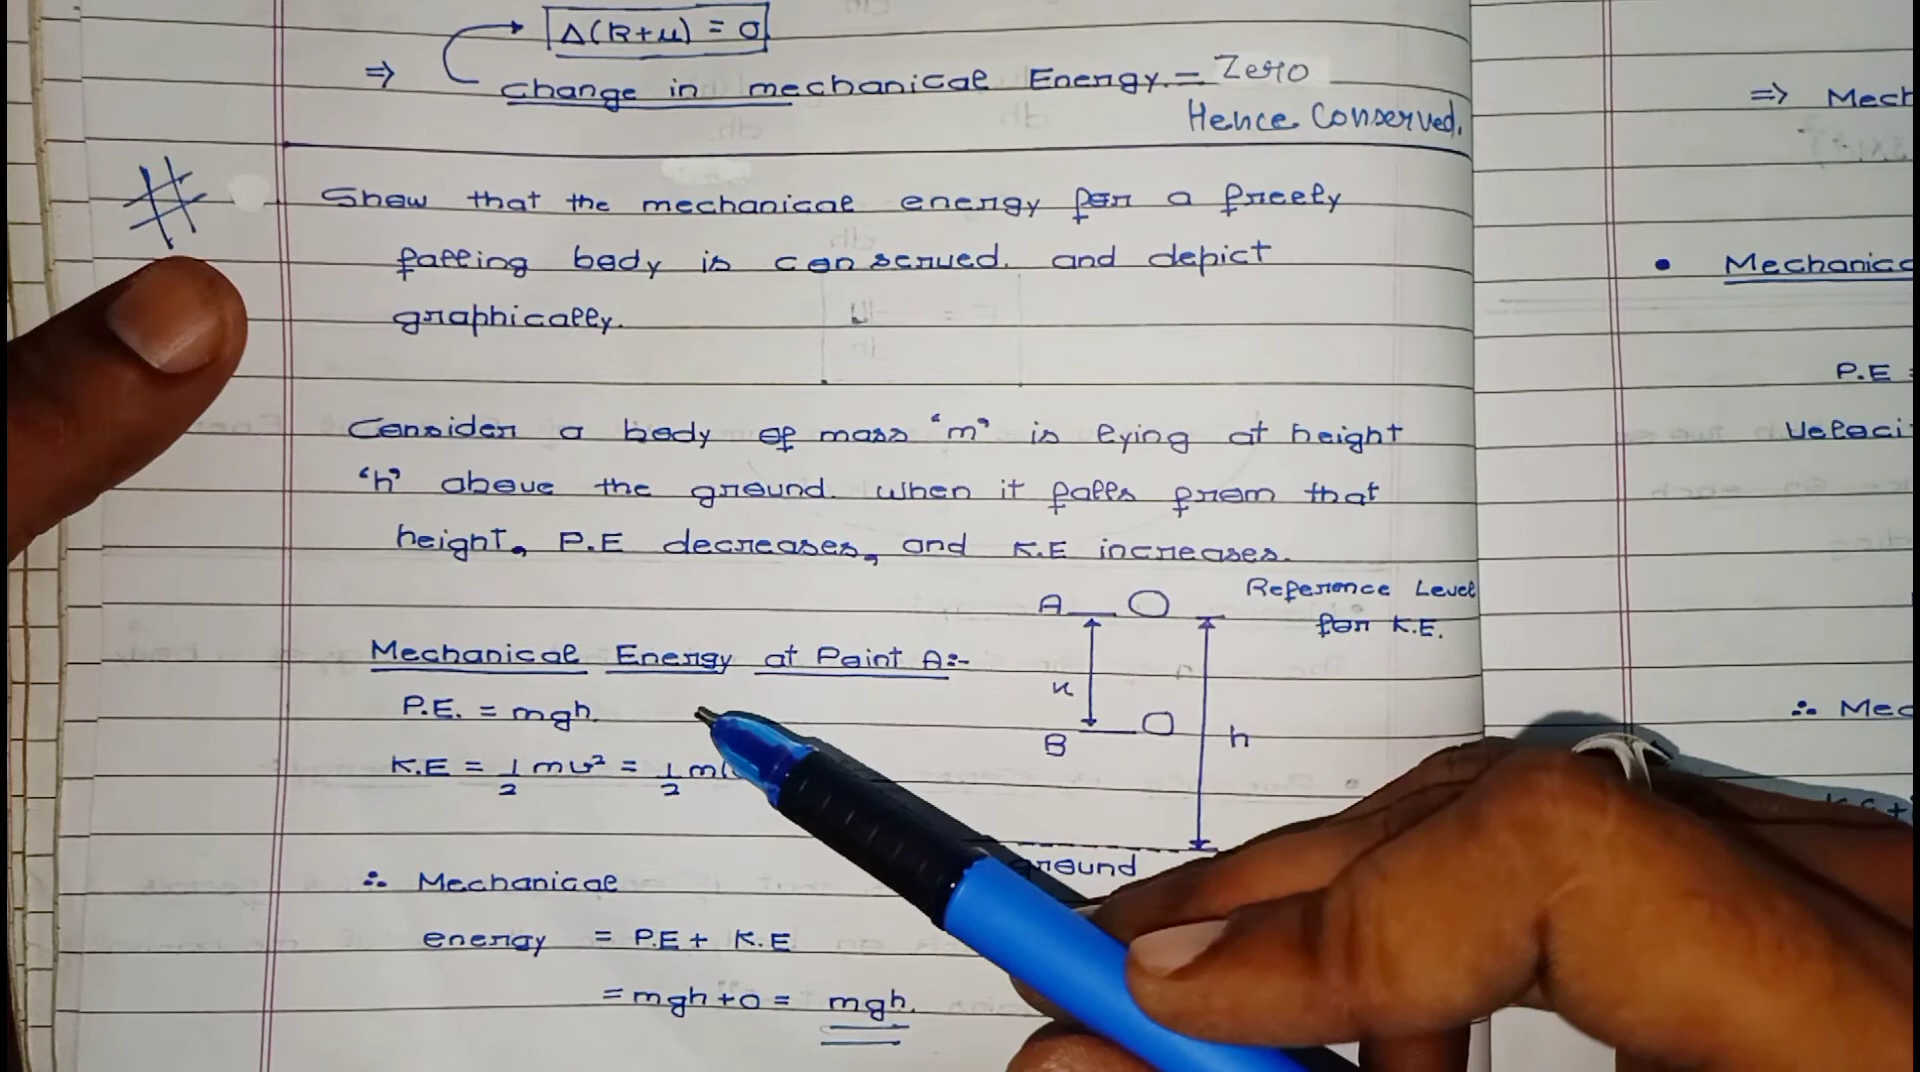 Δ(K+u) = 0
⇒ change in mechanical Energy. = Zero
Hence Conserved.
# Show that the mechanical energy for a freely
falling body is conserved. and depict
graphically.
Consider a body of mass 'm' is lying at height
'h' above the ground. when it falls from that
height, P.E decreases, and K.E increases.
Mechanical Energy at Point A:-
P.E. = mgh.
K.E = 1/2 mv² = 1/2 m(
∴ Mechanical
energy = P.E + K.E
= mgh + 0 = mgh.
A
Reference Level
for K.E.
x
B
h
ground
⇒ Mech
• Mechanic
P.E =
Veloci
∴ Mec